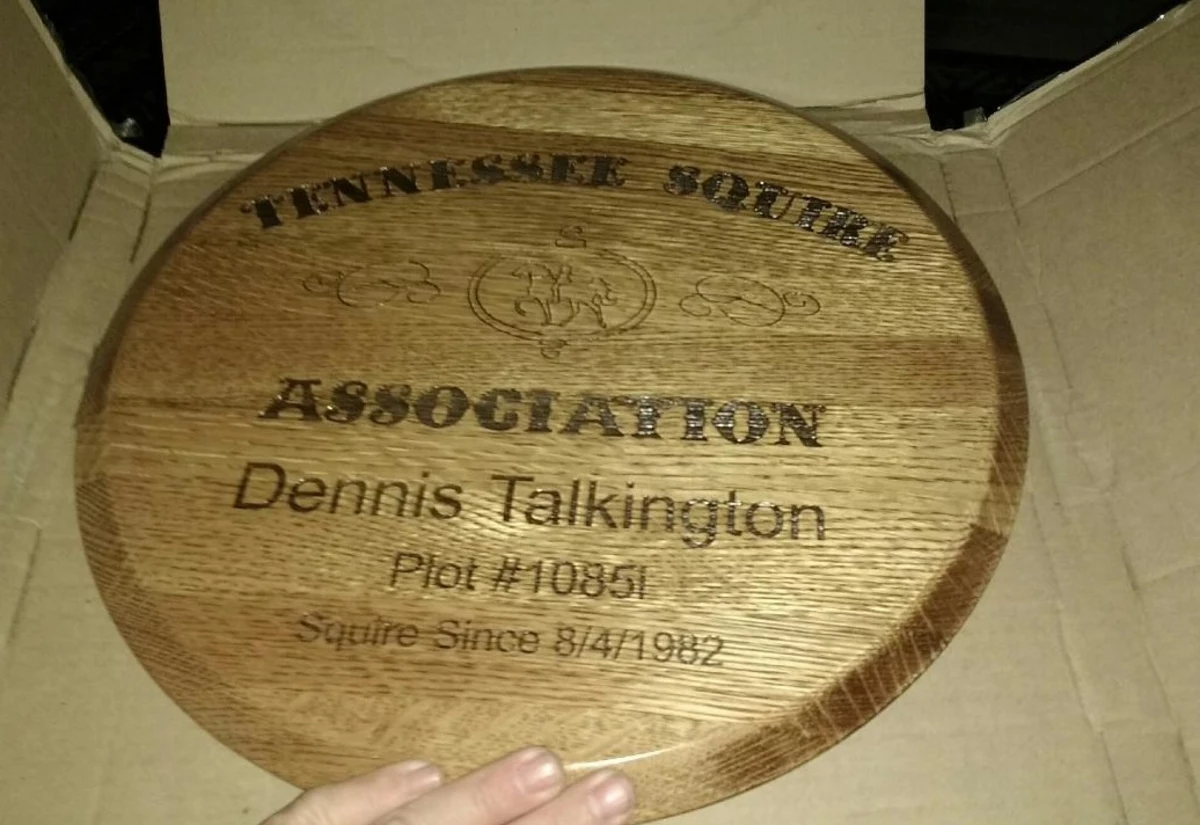 TENNESSEE SQUIRE
ASSOCIATION
Dennis Talkington
Plot #1085I
Squire Since 8/4/1982